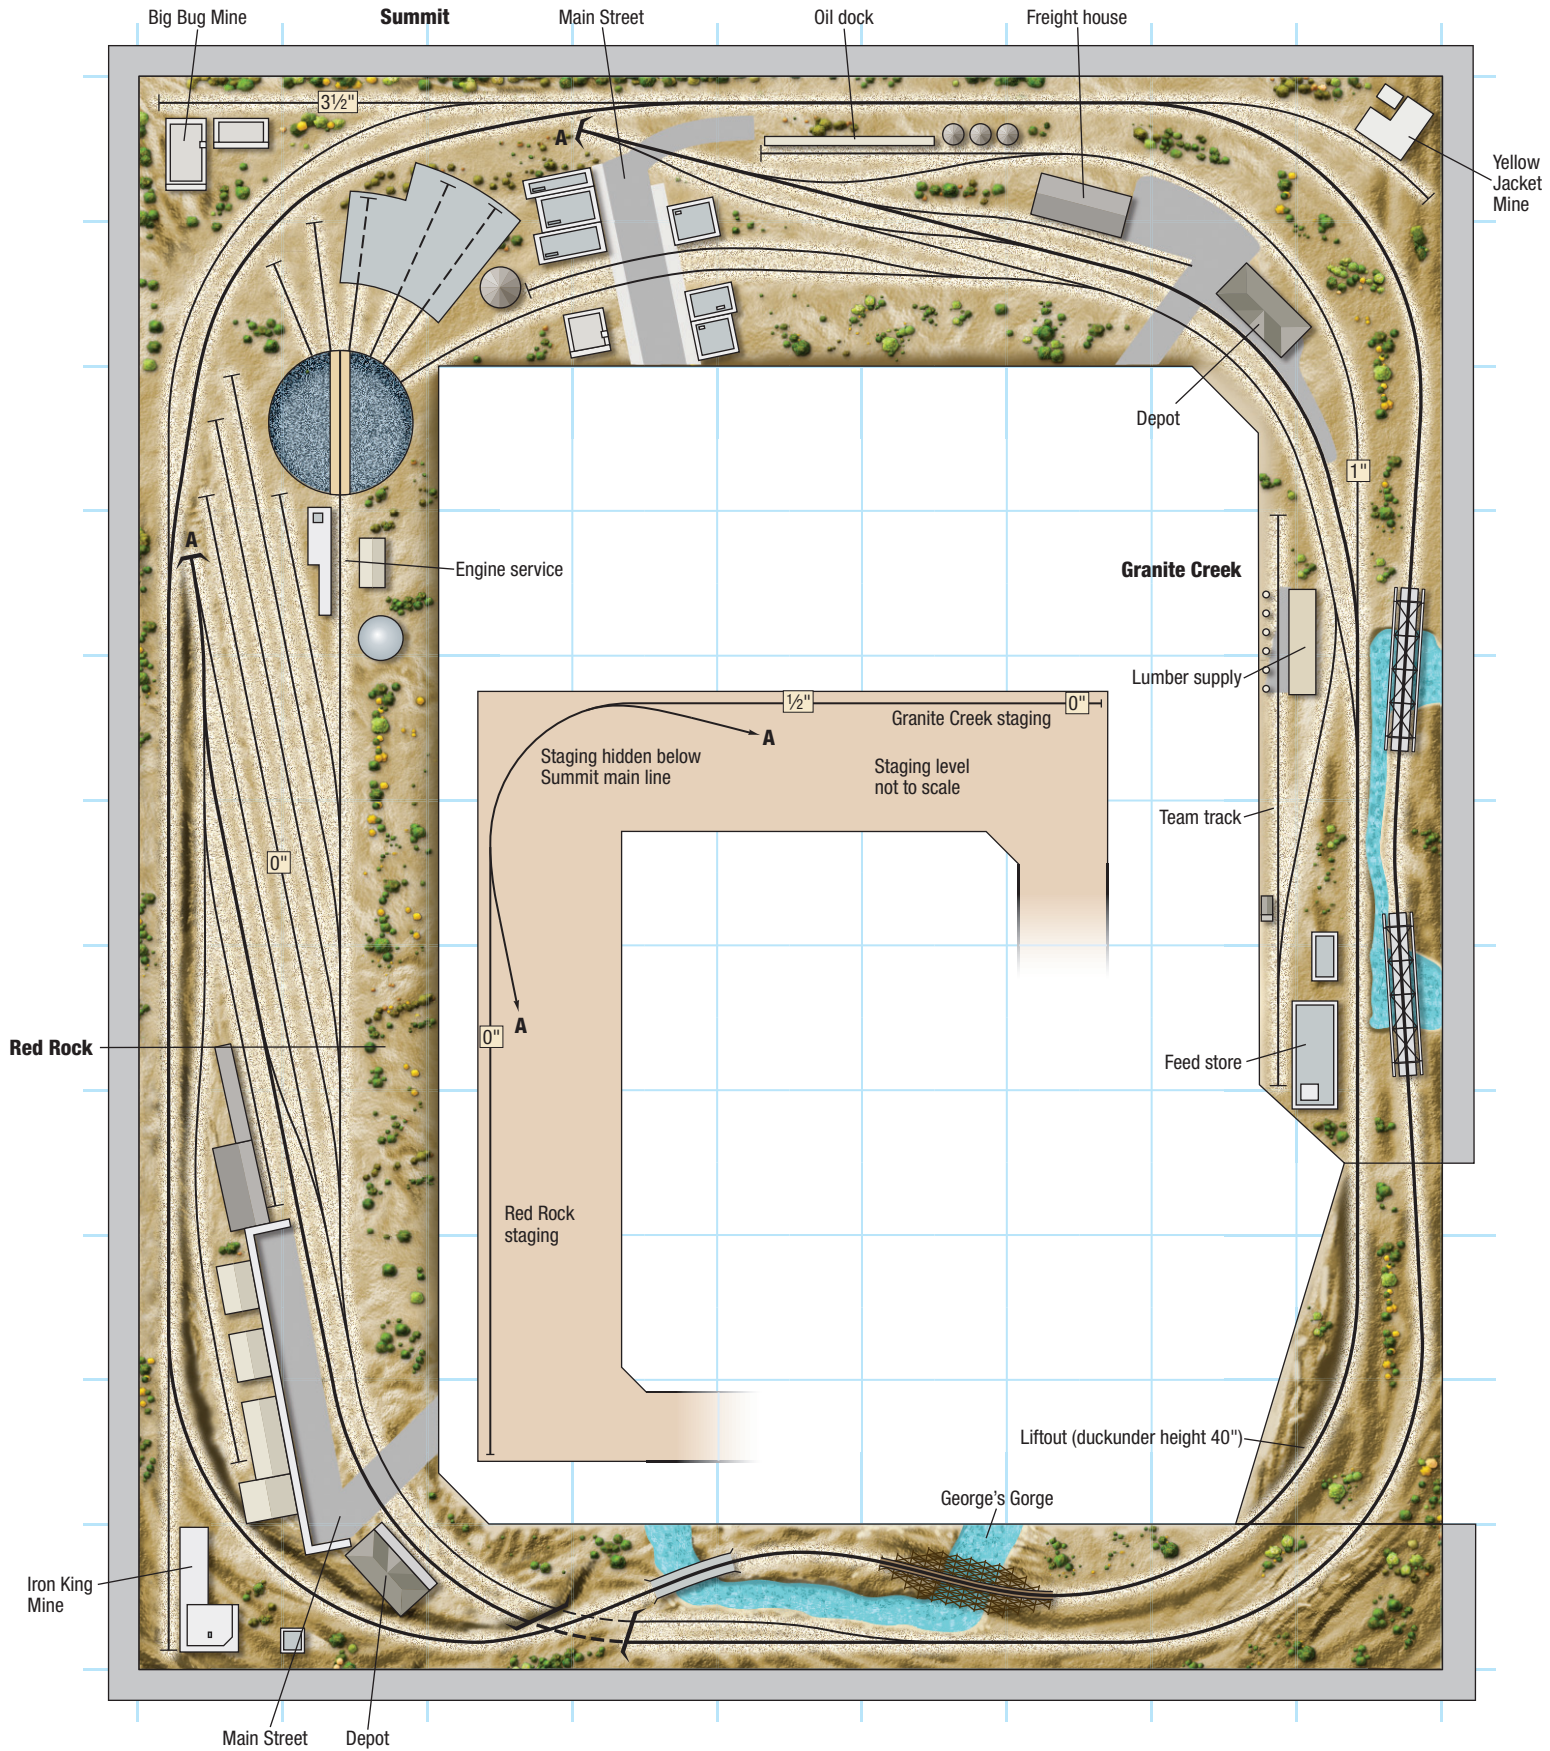 Big Bug Mine
Summit
Main Street
Oil dock
Freight house
3½"
A
Yellow
Jacket
Mine
Depot
1"
A
Engine service
Granite Creek
Lumber supply
½"
0"
Granite Creek staging
A
Staging hidden below
Summit main line
Staging level
not to scale
Team track
0"
A
0"
Red Rock
Feed store
Red Rock
staging
Liftout (duckunder height 40")
George's Gorge
Iron King
Mine
Main Street
Depot